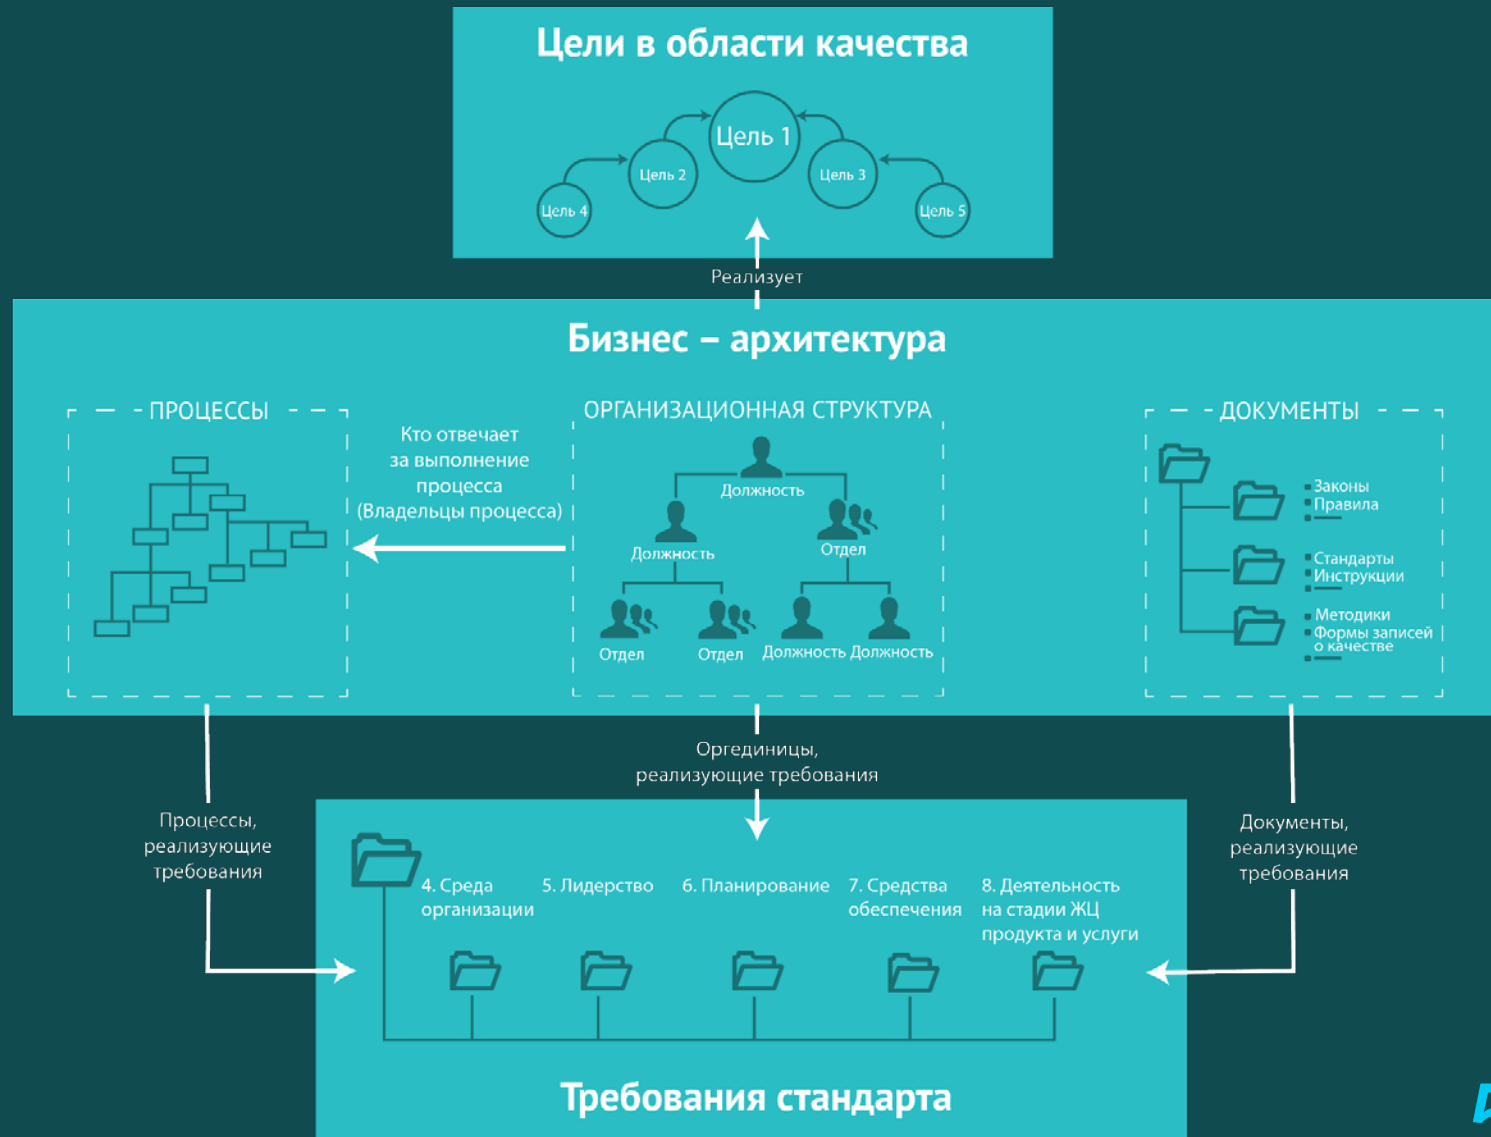 Цели в области качества
Цель 1
Цель 2
Цель 3
Цель 4
Цель 5
Реализует
Бизнес – архитектура
ПРОЦЕССЫ
Кто отвечает
за выполнение
процесса
(Владельцы процесса)
ОРГАНИЗАЦИОННАЯ СТРУКТУРА
Должность
Должность
Отдел
Отдел
Отдел
Должность
Должность
ДОКУМЕНТЫ
Законы
Правила
Стандарты
Инструкции
Методики
Формы записей
о качестве
Процессы,
реализующие
требования
Оргединицы,
реализующие требования
Документы,
реализующие
требования
4. Среда
организации
5. Лидерство
6. Планирование
7. Средства
обеспечения
8. Деятельность
на стадии ЖЦ
продукта и услуги
Требования стандарта